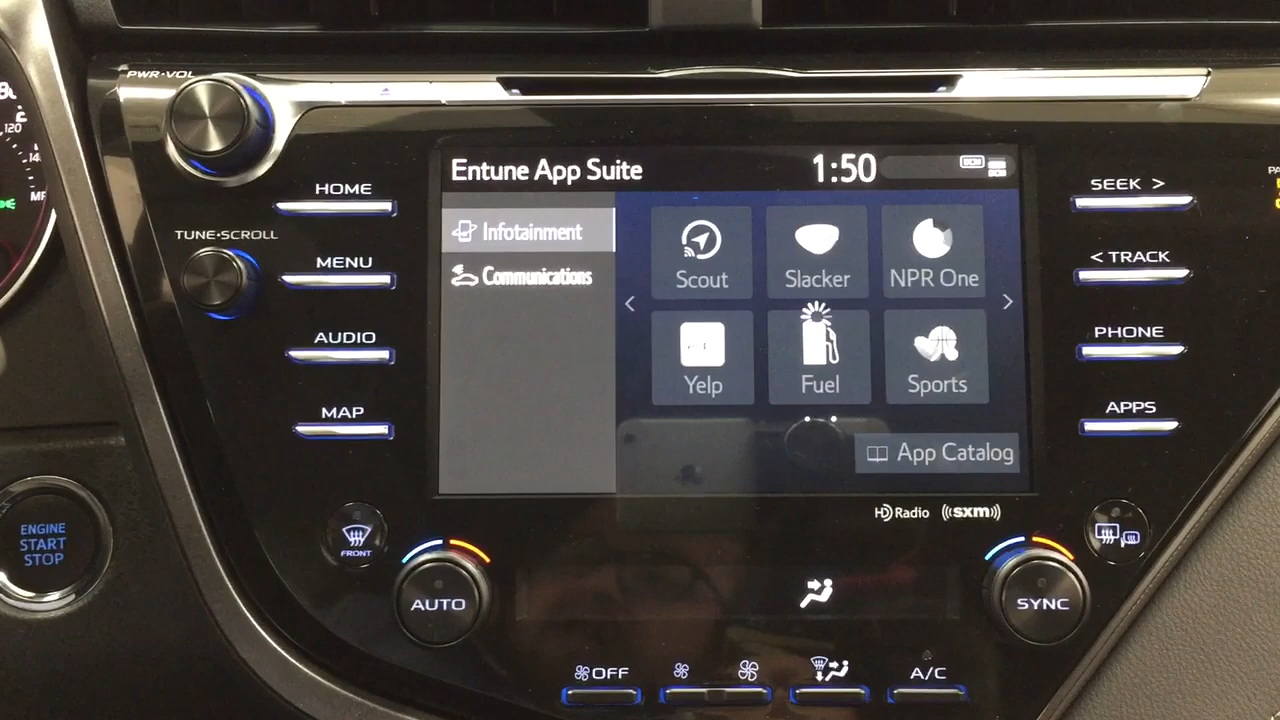 PWR•VOL
120
HOME
TUNE•SCROLL
MENU
AUDIO
MAP
ENGINE
START
STOP
Entune App Suite
1:50
Infotainment
Communications
Scout
Slacker
NPR One
Yelp
Fuel
Sports
App Catalog
HD Radio
((SXM))
SEEK >
< TRACK
PHONE
APPS
FRONT
AUTO
SYNC
OFF
A/C